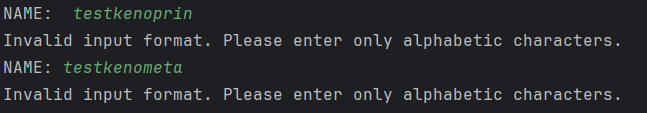 NAME:  testkenoprin
Invalid input format. Please enter only alphabetic characters.
NAME: testkenometa
Invalid input format. Please enter only alphabetic characters.